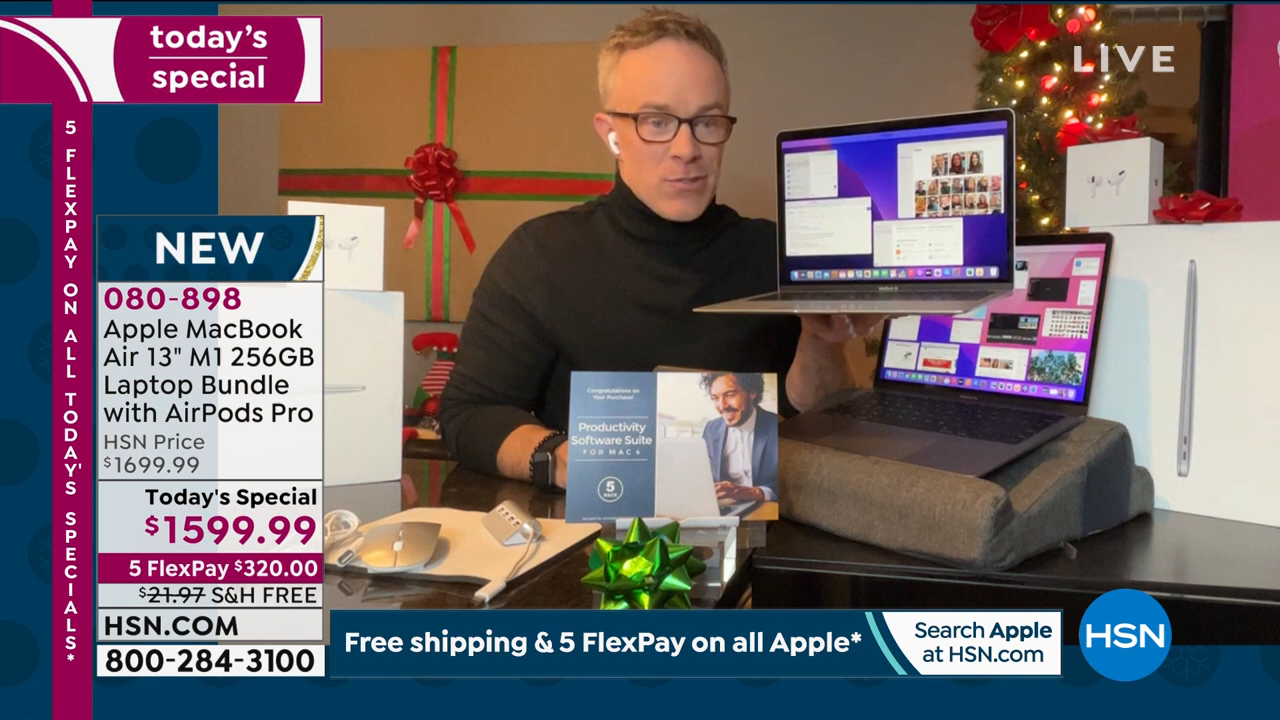 today's
special
5 FLEXPAY ON ALL TODAY'S SPECIALS*
NEW
080-898
Apple MacBook
Air 13" M1 256GB
Laptop Bundle
with AirPods Pro
HSN Price
$1699.99
Today's Special
$1599.99
5 FlexPay $320.00
$21.97 S&H FREE
HSN.COM
800-284-3100
LIVE
Congratulations on
Your Purchase!
Productivity
Software Suite
FOR MAC 4
5
PACK
Free shipping & 5 FlexPay on all Apple*
Search Apple
at HSN.com
HSN